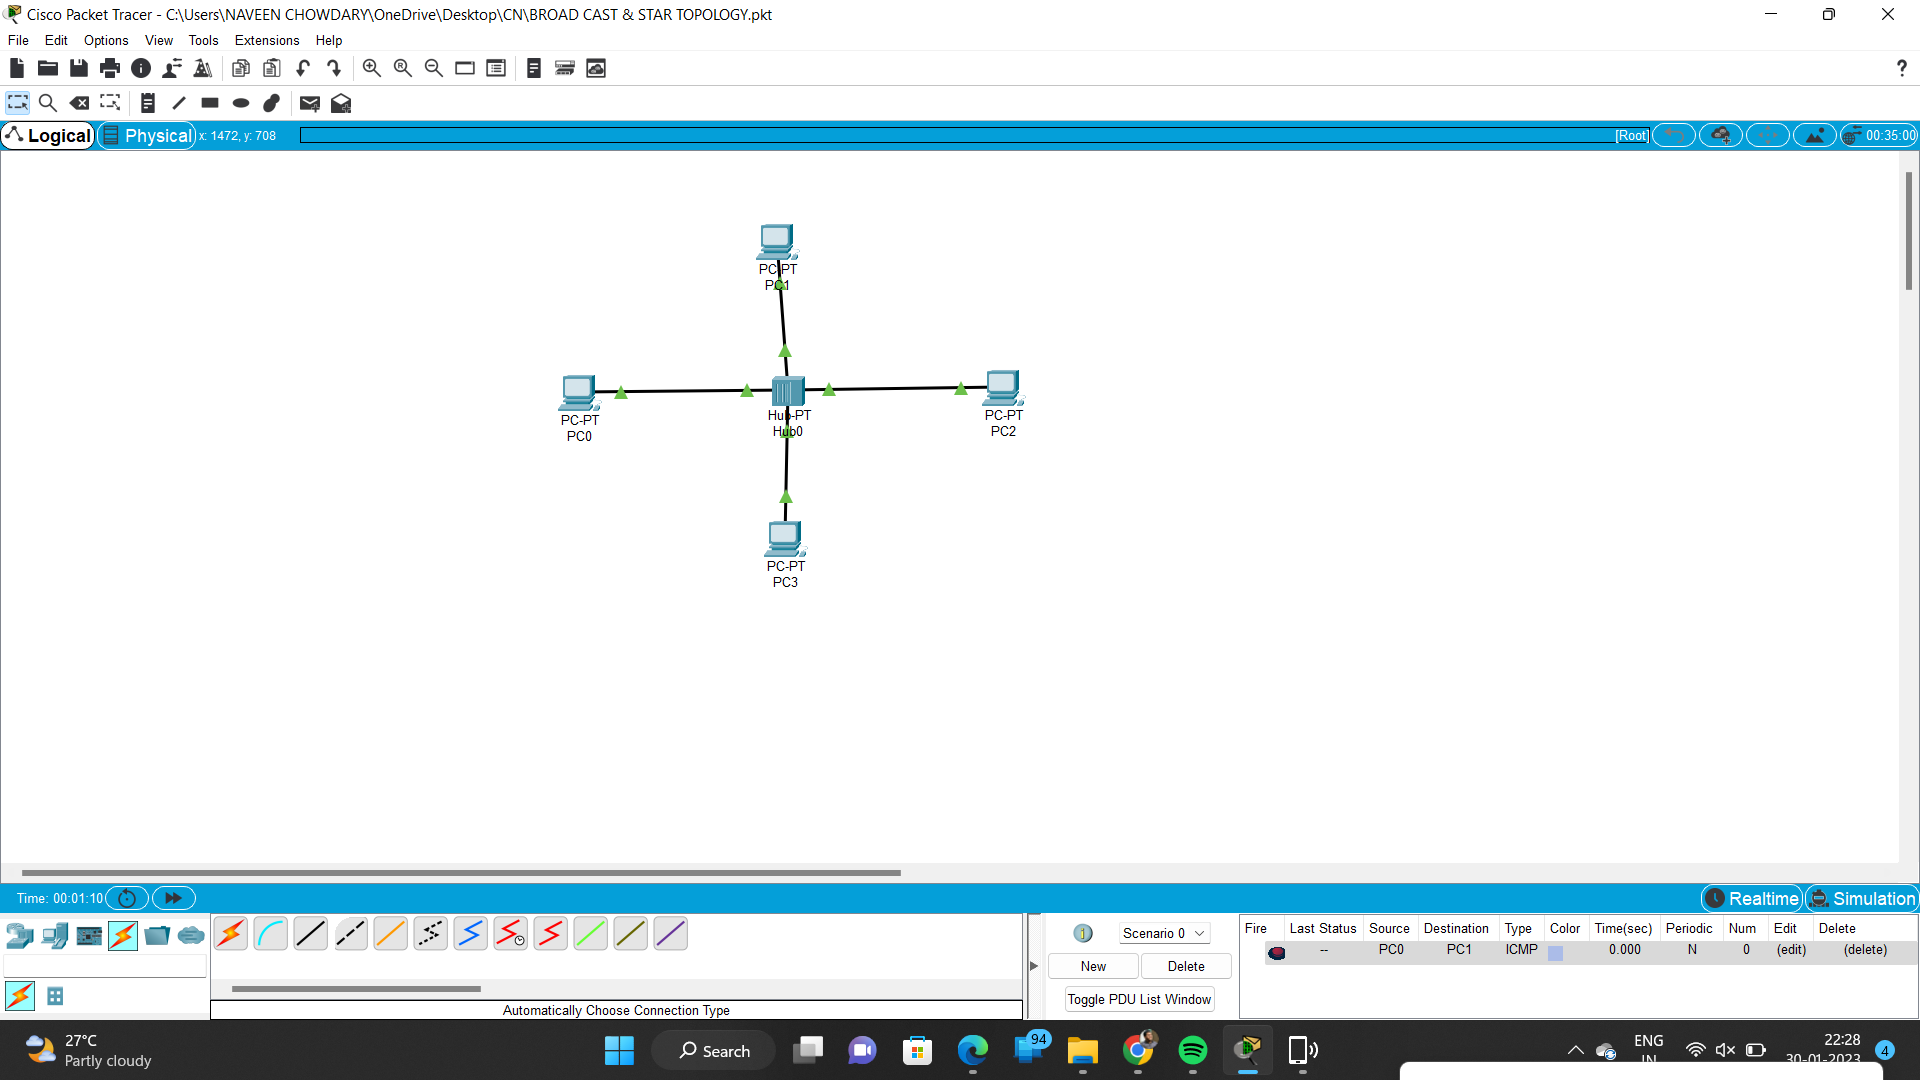 Cisco Packet Tracer - C:\Users\NAVEEN CHOWDARY\OneDrive\Desktop\CN\BROAD CAST & STAR TOPOLOGY.pkt
File Edit Options View Tools Extensions Help
?
Logical Physical x: 1472, y: 708 [Root] 00:35:00
PC-PT
PC1
PC-PT
PC0
Hub-PT
Hub0
PC-PT
PC2
PC-PT
PC3
Time: 00:01:10 Realtime Simulation
Scenario 0
New Delete
Toggle PDU List Window
Fire Last Status Source Destination Type Color Time(sec) Periodic Num Edit Delete
-- PC0 PC1 ICMP 0.000 N 0 (edit) (delete)
Automatically Choose Connection Type
27°C
Partly cloudy
Search
94
ENG
IN
22:28
30-01-2023
4